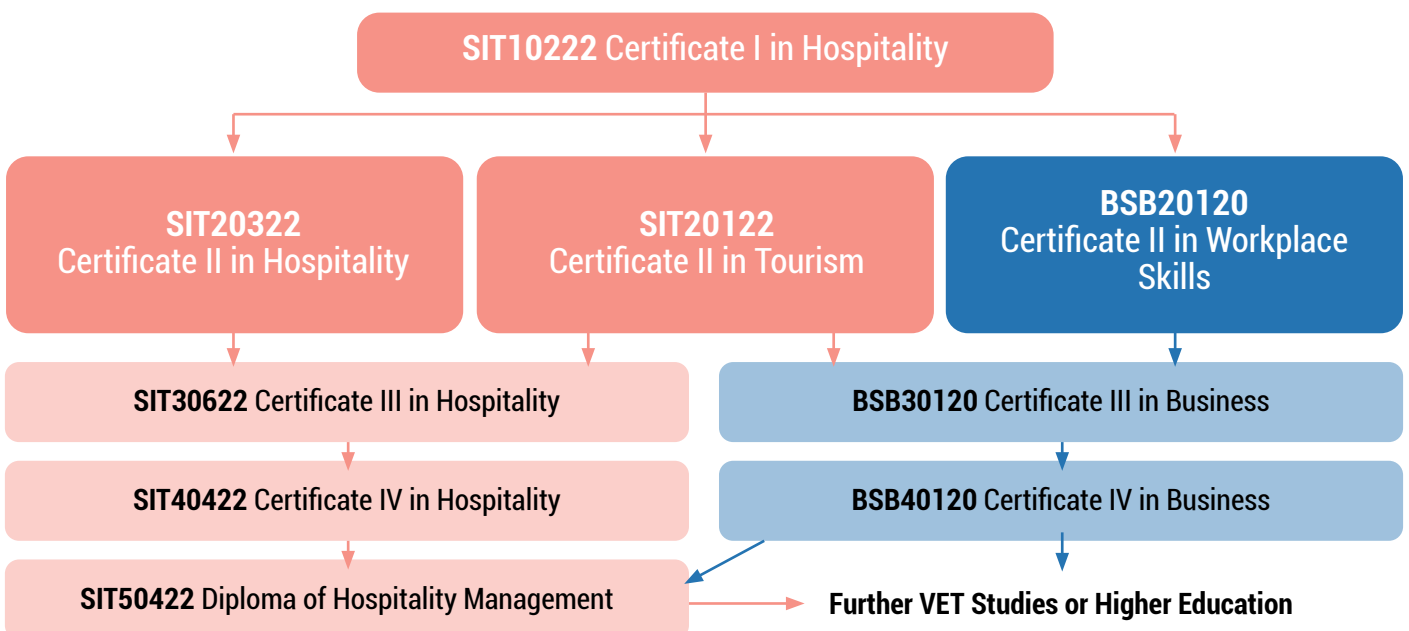 SIT10222 Certificate I in Hospitality
SIT20322
Certificate II in Hospitality
SIT20122
Certificate II in Tourism
BSB20120
Certificate II in Workplace
Skills
SIT30622 Certificate III in Hospitality
BSB30120 Certificate III in Business
SIT40422 Certificate IV in Hospitality
BSB40120 Certificate IV in Business
SIT50422 Diploma of Hospitality Management
Further VET Studies or Higher Education